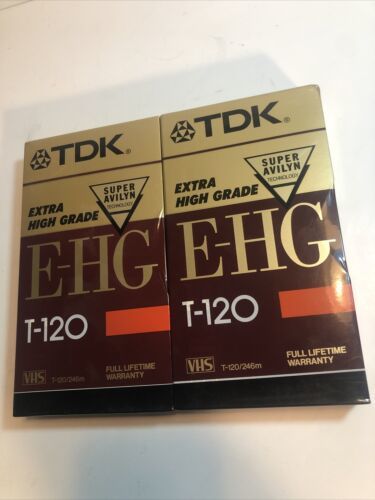 TDK®
SUPER
AVILYN
TECHNOLOGY
EXTRA
HIGH GRADE
E-HG
T-120
FULL LIFETIME
WARRANTY
VHS T-120/246m
TDK®
SUPER
AVILYN
TECHNOLOGY
EXTRA
HIGH GRADE
E-HG
T-120
FULL LIFETIME
WARRANTY
VHS T-120/246m